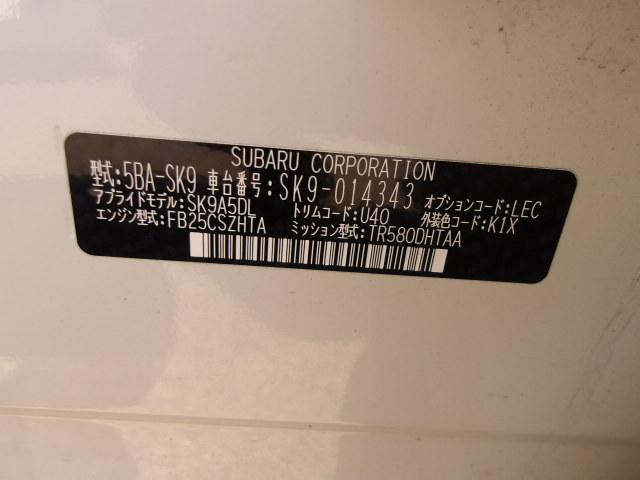 SUBARU CORPORATION
型式:5BA-SK9 車台番号:SK9-014343 オプションコード:LEC
アプライドモデル:SK9A5DL トリムコード:U40 外装色コード:K1X
エンジン型式:FB25CSZHTA ミッション型式:TR580DHTAA